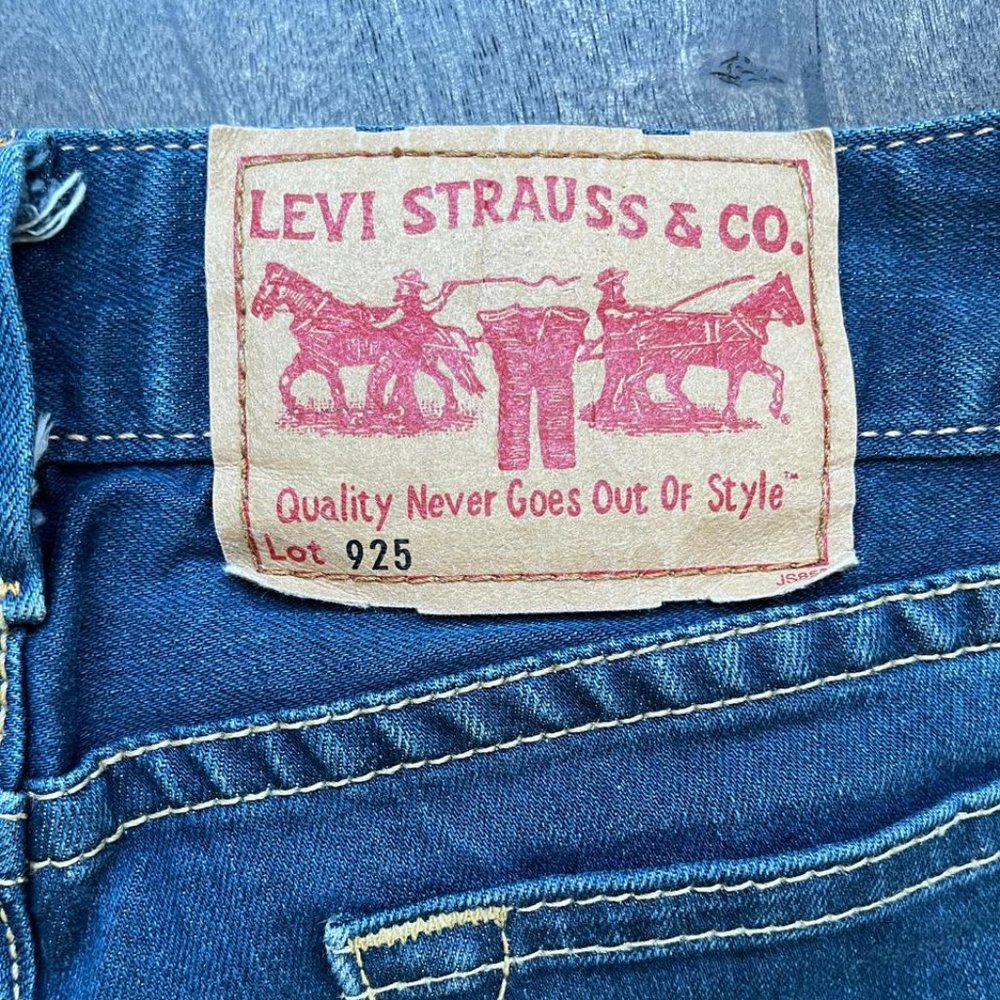 LEVI STRAUSS & CO.
®
Quality Never Goes Out Of Style™
Lot 925